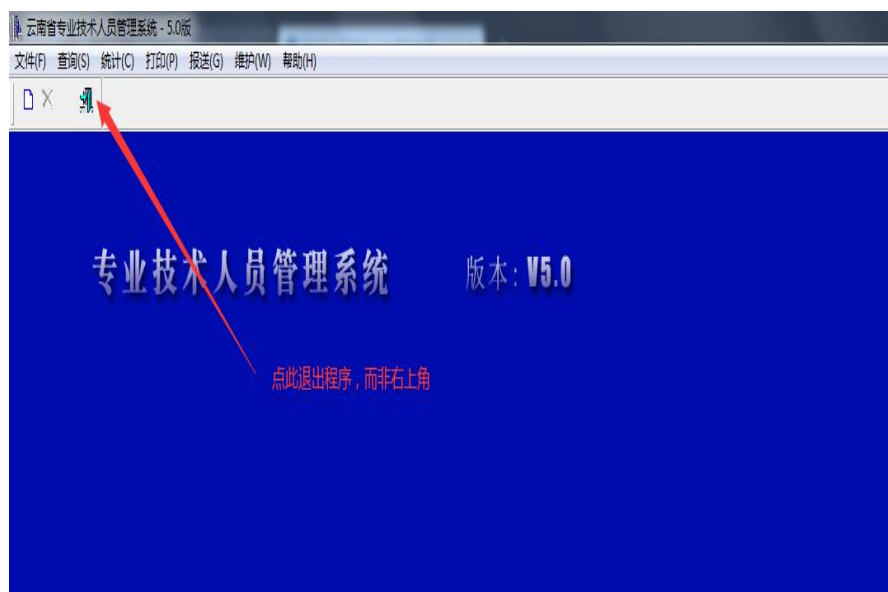 云南省专业技术人员管理系统 - 5.0版
文件(F) 查询(S) 统计(C) 打印(P) 报送(G) 维护(W) 帮助(H)
专业技术人员管理系统 版本: V5.0
点此退出程序，而非右上角